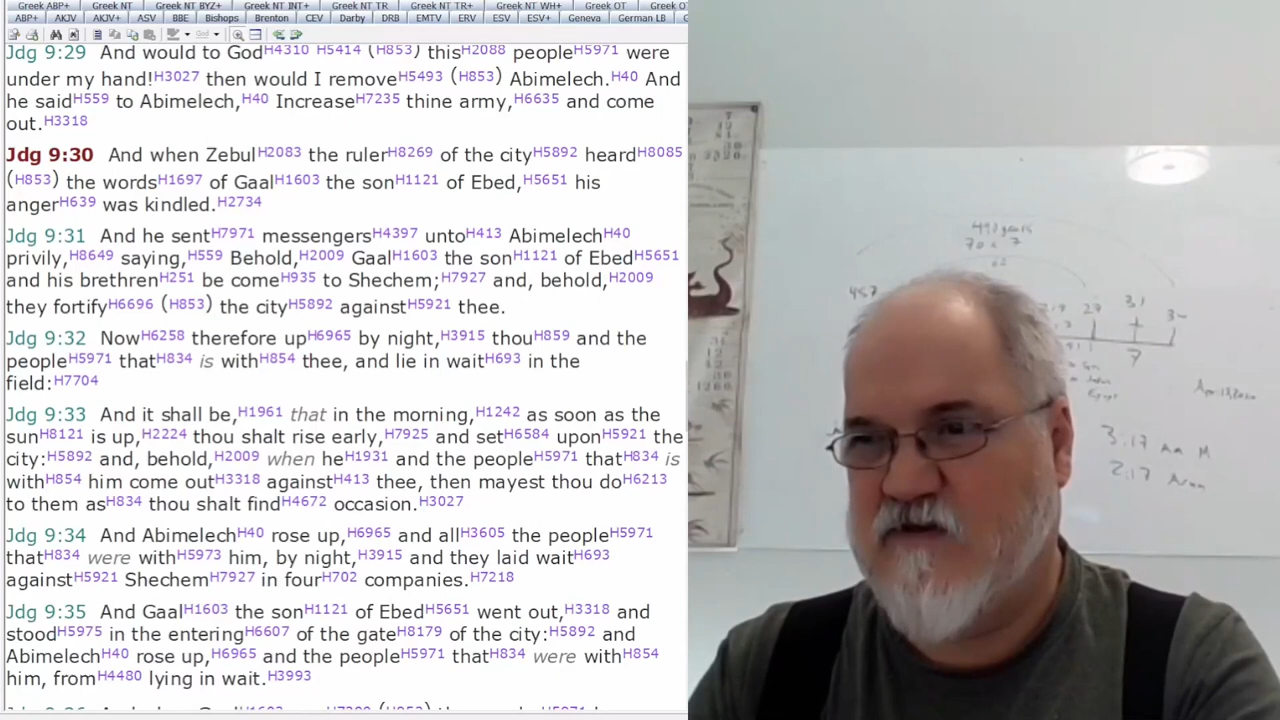 Greek ABP+ Greek NT Greek NT BYZ+ Greek NT INT+ Greek NT TR Greek NT TR+ Greek NT WH+ Greek OT
ABP+ AKJV AKJV+ ASV BBE Bishops Brenton CEV Darby DRB EMTV ERV ESV ESV+ Geneva German LB
Jdg 9:29 And would to GodH4310 H5414 (H853) thisH2088 peopleH5971 were
under my hand!H3027 then would I removeH5493 (H853) Abimelech.H40 And
he saidH559 to Abimelech,H40 IncreaseH7235 thine army,H6635 and come
out.H3318
Jdg 9:30 And when ZebulH2083 the rulerH8269 of the cityH5892 heardH8085
(H853) the wordsH1697 of GaalH1603 the sonH1121 of Ebed,H5651 his
angerH639 was kindled.H2734
Jdg 9:31 And he sentH7971 messengersH4397 untoH413 AbimelechH40
privily,H8649 saying,H559 Behold,H2009 GaalH1603 the sonH1121 of EbedH5651
and his brethrenH251 be comeH935 to Shechem;H7927 and, behold,H2009
they fortifyH6696 (H853) the cityH5892 againstH5921 thee.
Jdg 9:32 NowH6258 therefore upH6965 by night,H3915 thouH859 and the
peopleH5971 thatH834 is withH854 thee, and lie in waitH693 in the
field:H7704
Jdg 9:33 And it shall be,H1961 that in the morning,H1242 as soon as the
sunH8121 is up,H2224 thou shalt rise early,H7925 and setH6584 uponH5921 the
city:H5892 and, behold,H2009 when heH1931 and the peopleH5971 thatH834 is
withH854 him come outH3318 againstH413 thee, then mayest thou doH6213
to them asH834 thou shalt findH4672 occasion.H3027
Jdg 9:34 And AbimelechH40 rose up,H6965 and allH3605 the peopleH5971
thatH834 were withH5973 him, by night,H3915 and they laid waitH693
againstH5921 ShechemH7927 in fourH702 companies.H7218
Jdg 9:35 And GaalH1603 the sonH1121 of EbedH5651 went out,H3318 and
stoodH5975 in the enteringH6607 of the gateH8179 of the city:H5892 and
AbimelechH40 rose up,H6965 and the peopleH5971 thatH834 were withH854
him, fromH4480 lying in wait.H3993
70 x 7
62
457
27
31
7
1260
3:17
2:17